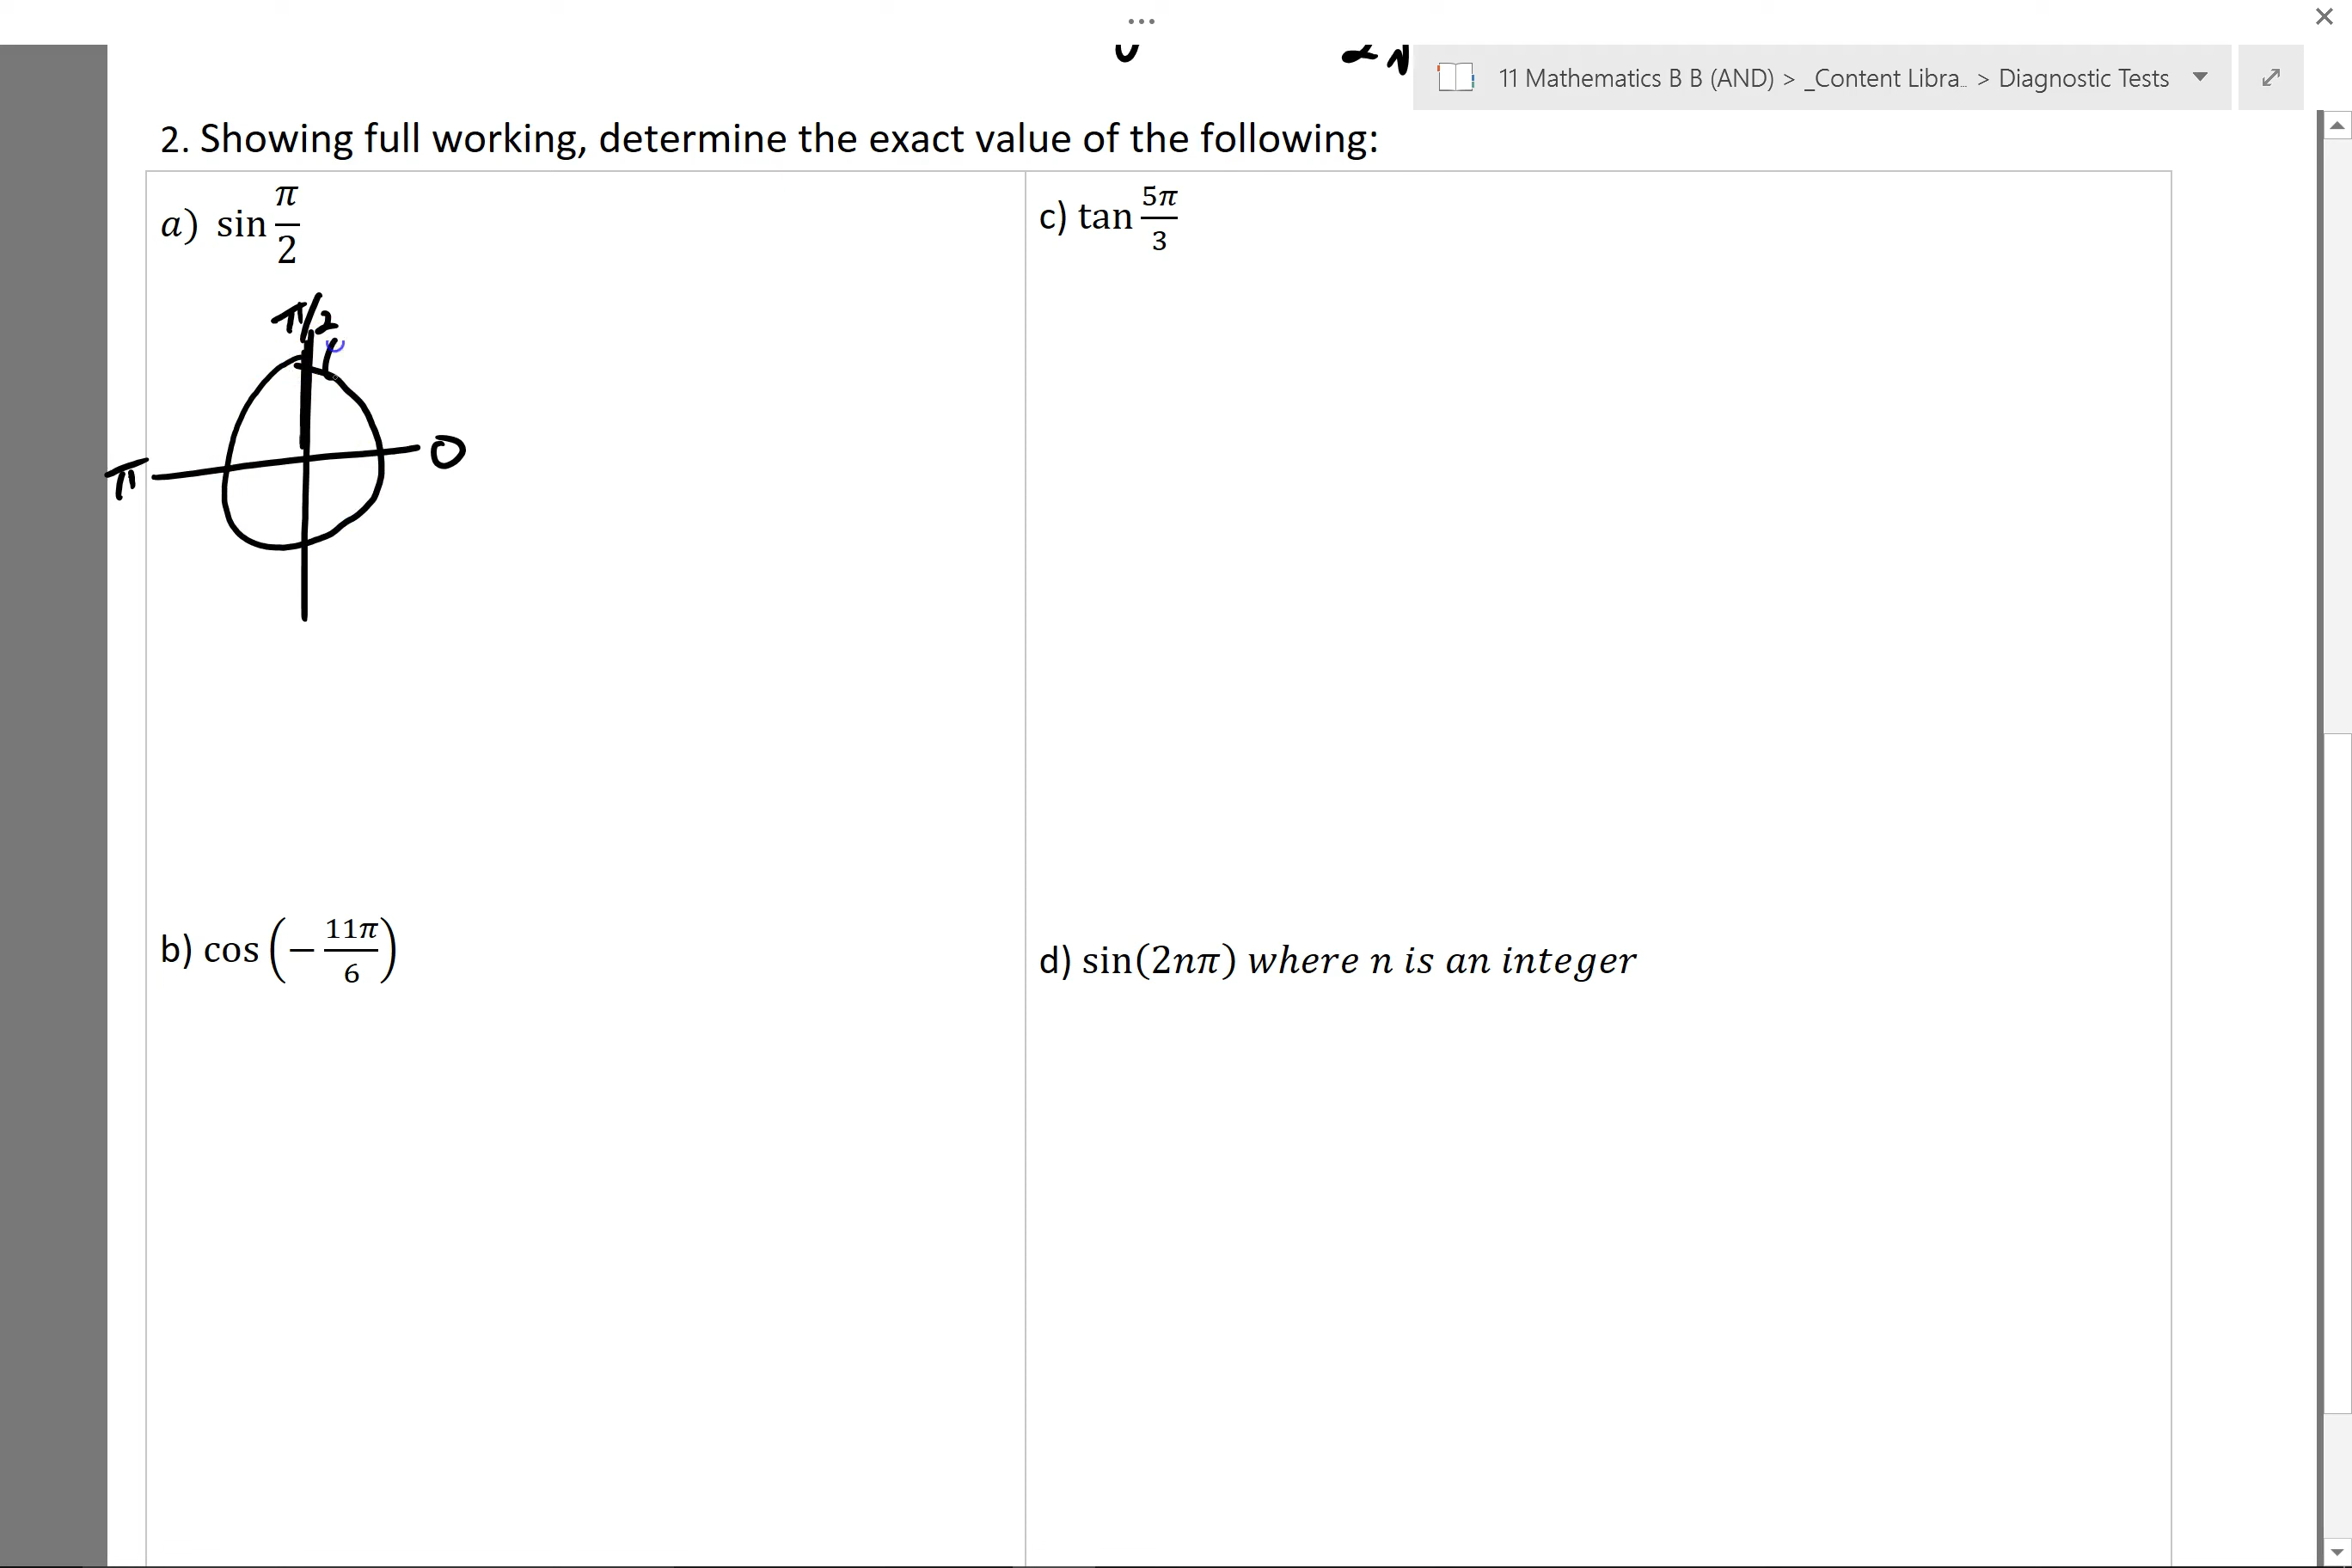 11 Mathematics B B (AND) > _Content Libra... > Diagnostic Tests
2. Showing full working, determine the exact value of the following:
a) sin π/2
π/2
0
π
c) tan 5π/3
b) cos (− 11π/6)
d) sin(2nπ) where n is an integer